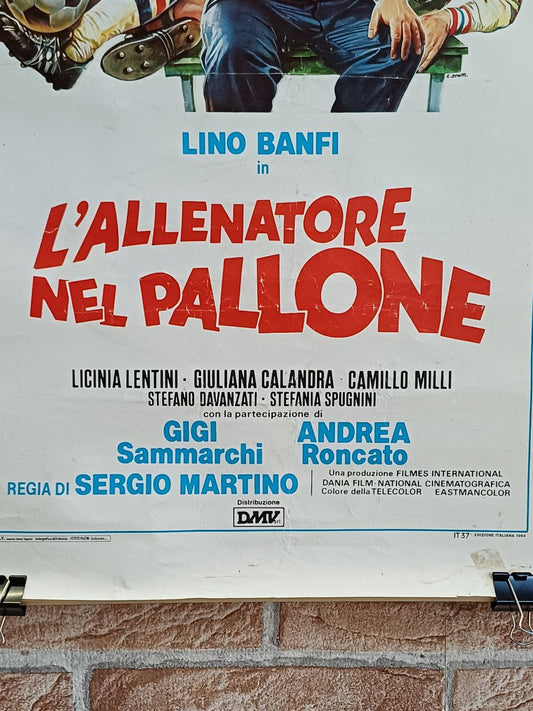 LINO BANFI
in
L'ALLENATORE
NEL PALLONE
LICINIA LENTINI · GIULIANA CALANDRA · CAMILLO MILLI
STEFANO DAVANZATI · STEFANIA SPUGNINI
con la partecipazione di
GIGI Sammarchi ANDREA Roncato
REGIA DI SERGIO MARTINO
Una produzione FILMES INTERNATIONAL
DANIA FILM · NATIONAL CINEMATOGRAFICA
Colore della TELECOLOR EASTMANCOLOR
Distribuzione
DMV
IT 37 · EDIZIONE ITALIANA 1984